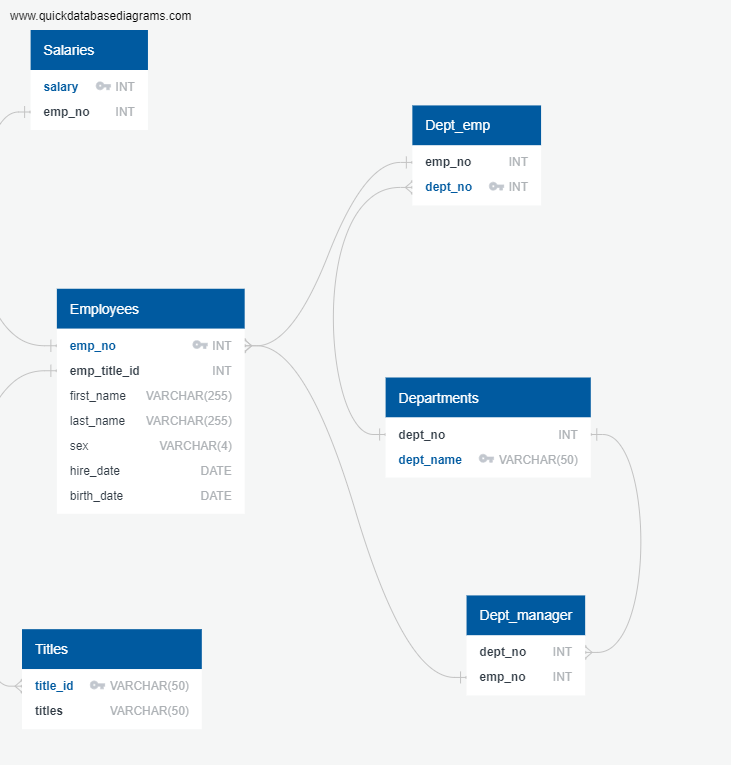 www.quickdatabasediagrams.com
Salaries
salary INT
emp_no INT
Dept_emp
emp_no INT
dept_no INT
Employees
emp_no INT
emp_title_id INT
first_name VARCHAR(255)
last_name VARCHAR(255)
sex VARCHAR(4)
hire_date DATE
birth_date DATE
Departments
dept_no INT
dept_name VARCHAR(50)
Dept_manager
dept_no INT
emp_no INT
Titles
title_id VARCHAR(50)
titles VARCHAR(50)